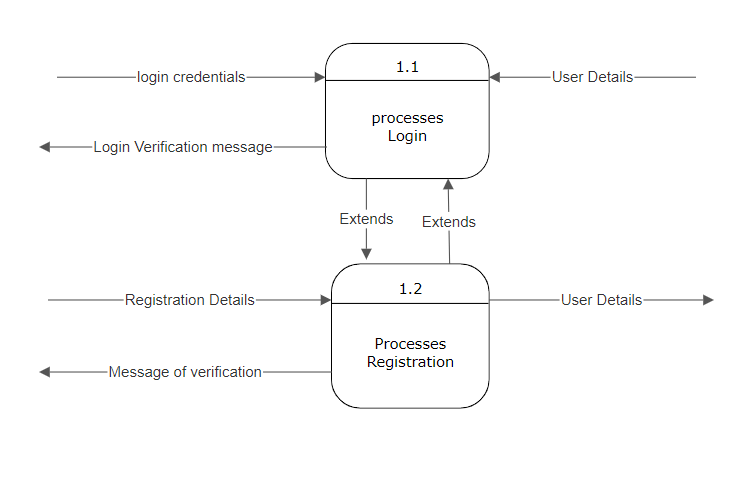 1.1
login credentials
User Details
processes
Login
Login Verification message
Extends
Extends
1.2
Registration Details
User Details
Processes
Registration
Message of verification